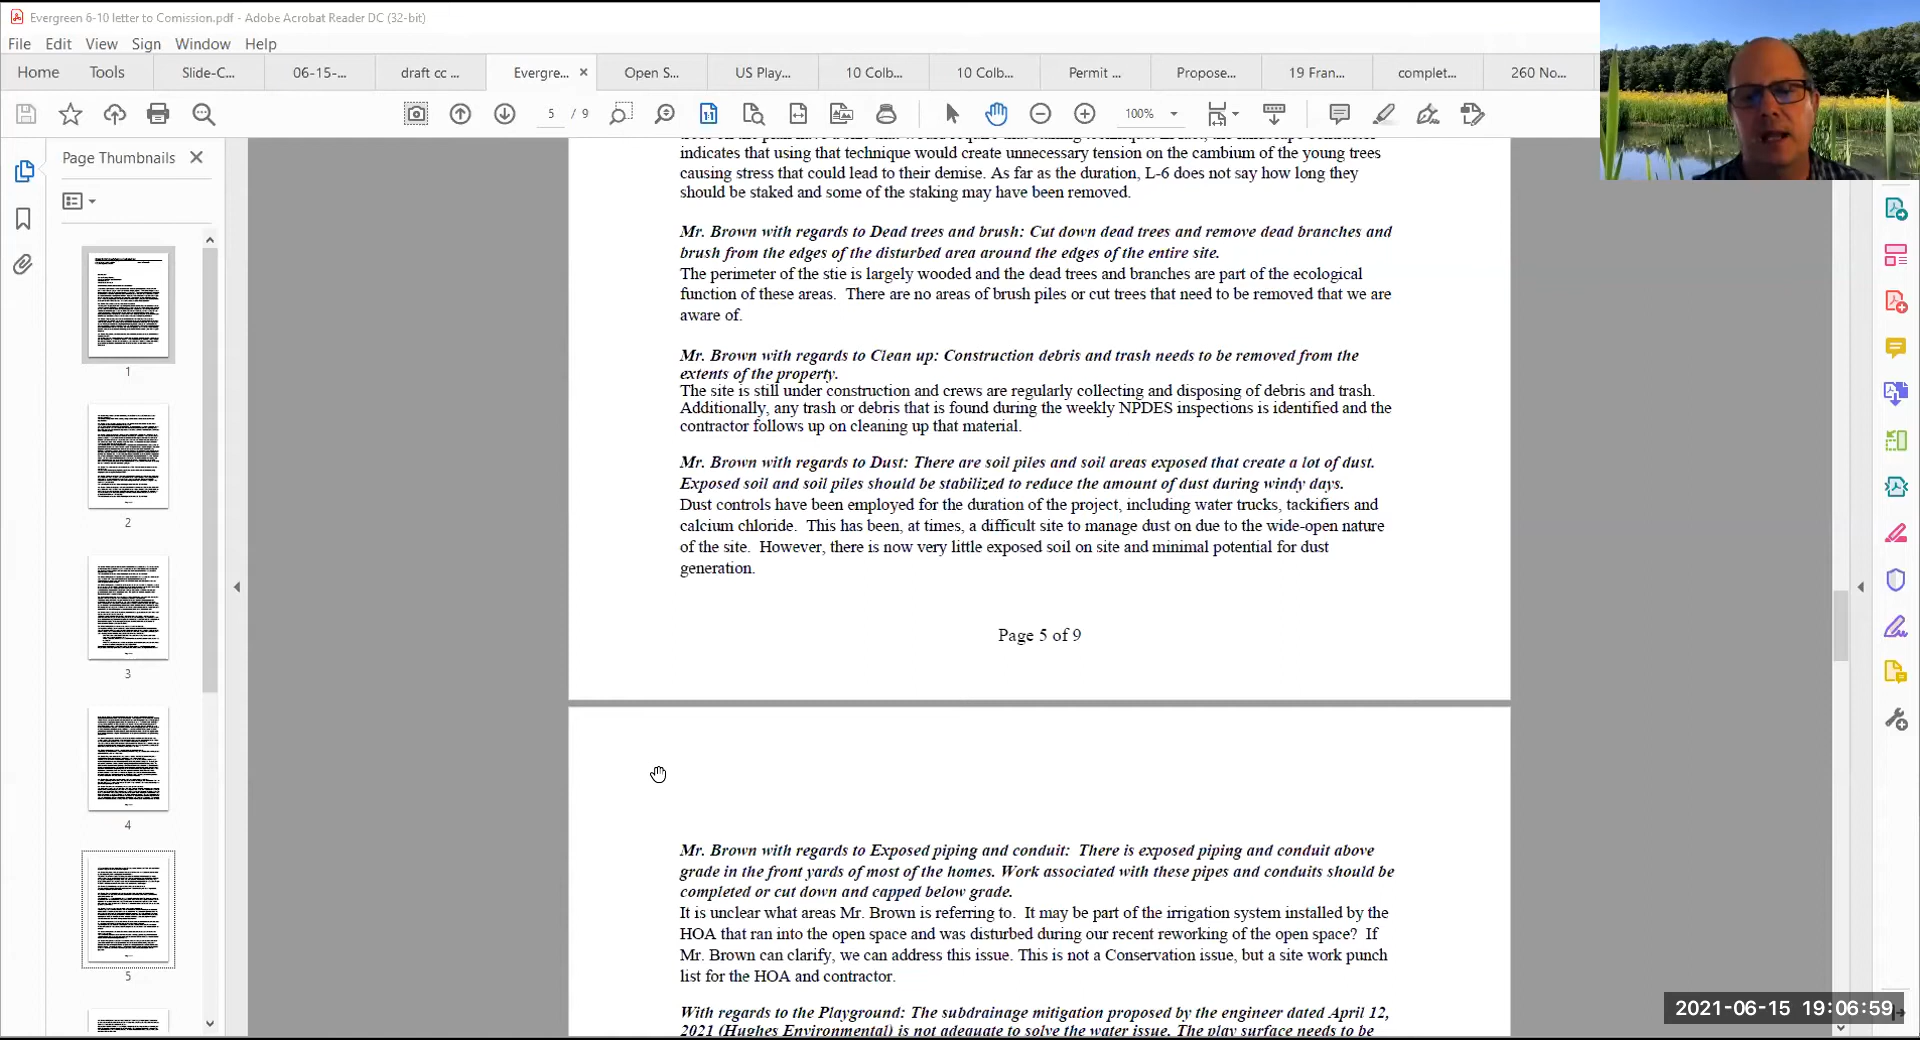 Evergreen 6-10 letter to Comission.pdf - Adobe Acrobat Reader DC (32-bit)
File Edit View Sign Window Help
Home Tools Slide-C... 06-15-... draft cc ... Evergre... × Open S... US Play... 10 Colb... 10 Colb... Permit ... Propose... 19 Fran... complet... 260 No...
5 / 9 100%
Page Thumbnails
1
2
3
4
5
indicates that using that technique would create unnecessary tension on the cambium of the young trees
causing stress that could lead to their demise. As far as the duration, L-6 does not say how long they
should be staked and some of the staking may have been removed.
Mr. Brown with regards to Dead trees and brush: Cut down dead trees and remove dead branches and
brush from the edges of the disturbed area around the edges of the entire site.
The perimeter of the stie is largely wooded and the dead trees and branches are part of the ecological
function of these areas. There are no areas of brush piles or cut trees that need to be removed that we are
aware of.
Mr. Brown with regards to Clean up: Construction debris and trash needs to be removed from the
extents of the property.
The site is still under construction and crews are regularly collecting and disposing of debris and trash.
Additionally, any trash or debris that is found during the weekly NPDES inspections is identified and the
contractor follows up on cleaning up that material.
Mr. Brown with regards to Dust: There are soil piles and soil areas exposed that create a lot of dust.
Exposed soil and soil piles should be stabilized to reduce the amount of dust during windy days.
Dust controls have been employed for the duration of the project, including water trucks, tackifiers and
calcium chloride. This has been, at times, a difficult site to manage dust on due to the wide-open nature
of the site. However, there is now very little exposed soil on site and minimal potential for dust
generation.
Page 5 of 9
Mr. Brown with regards to Exposed piping and conduit: There is exposed piping and conduit above
grade in the front yards of most of the homes. Work associated with these pipes and conduits should be
completed or cut down and capped below grade.
It is unclear what areas Mr. Brown is referring to. It may be part of the irrigation system installed by the
HOA that ran into the open space and was disturbed during our recent reworking of the open space? If
Mr. Brown can clarify, we can address this issue. This is not a Conservation issue, but a site work punch
list for the HOA and contractor.
With regards to the Playground: The subdrainage mitigation proposed by the engineer dated April 12,
2021 (Hughes Environmental) is not adequate to solve the water issue. The play surface needs to be
2021-06-15 19:06:59